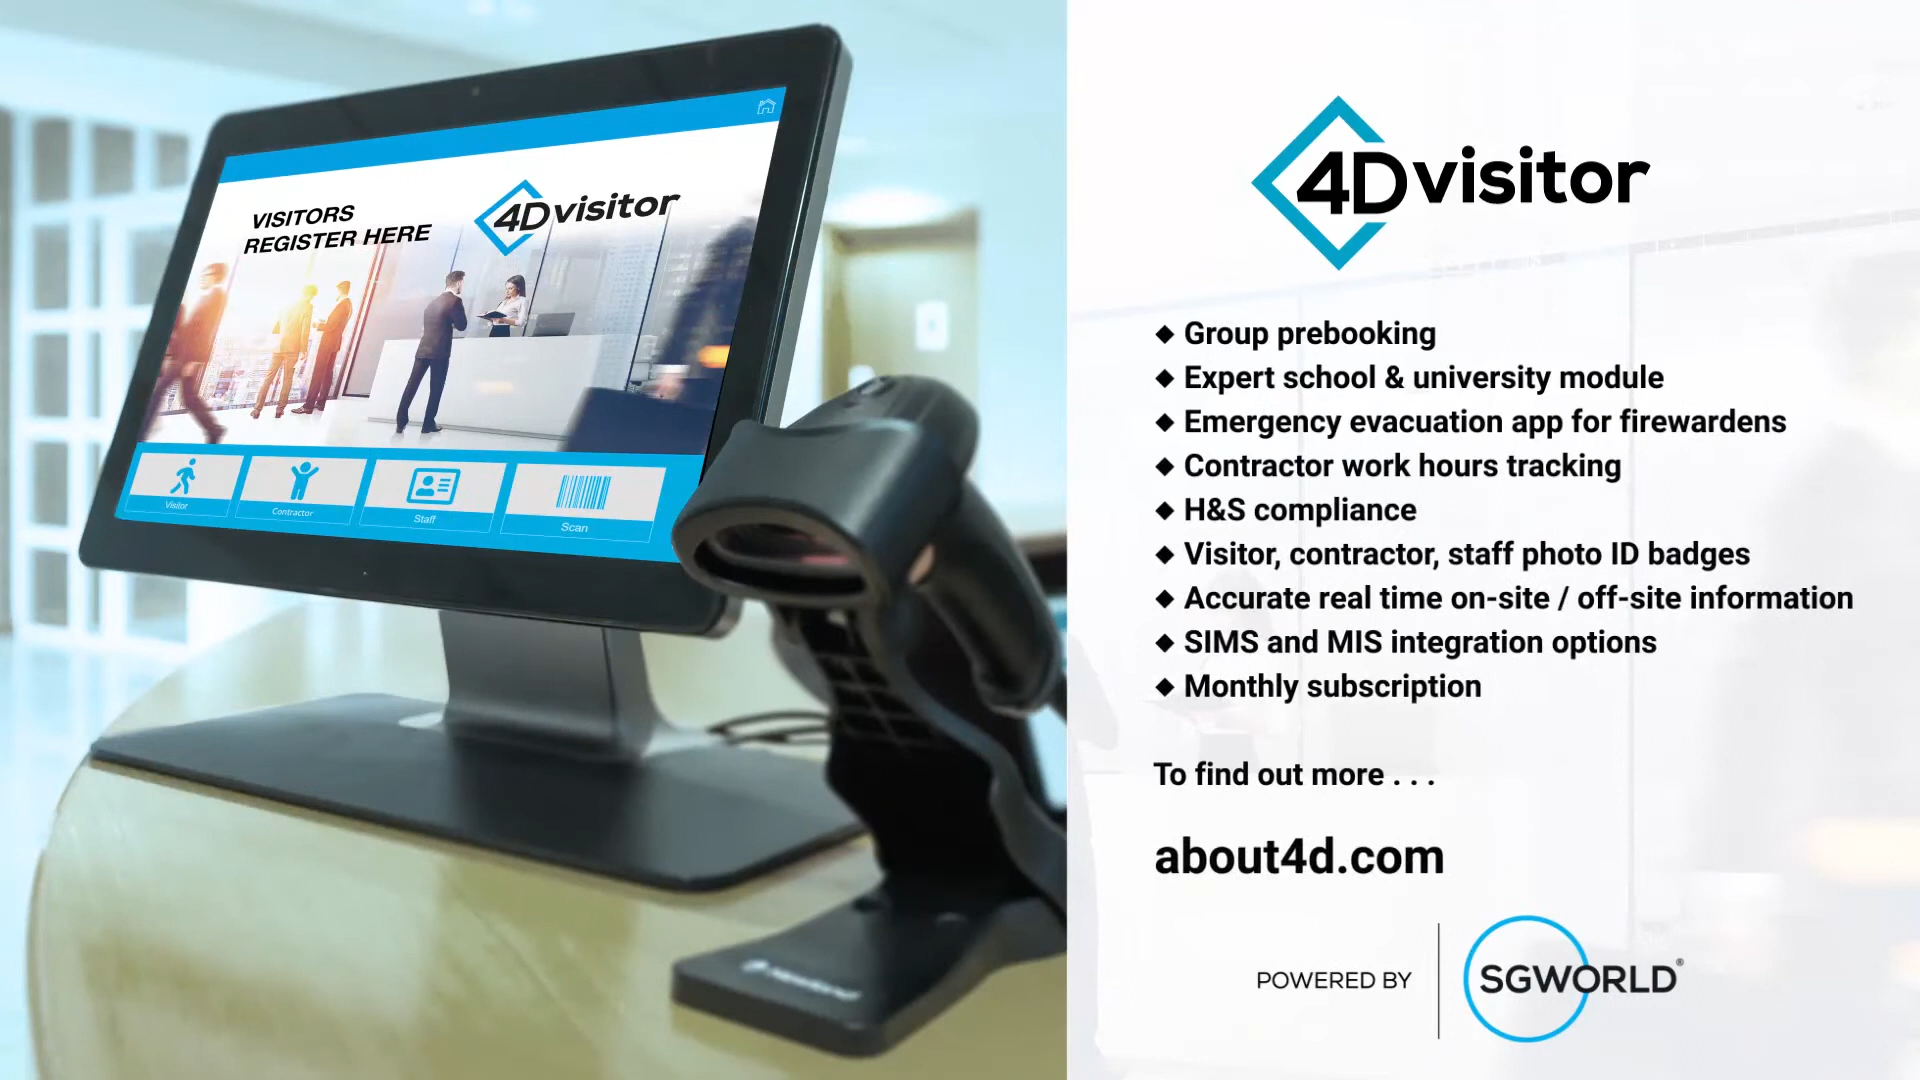 VISITORS
REGISTER HERE
4Dvisitor
Visitor
Contractor
Staff
Scan
4Dvisitor
◆ Group prebooking
◆ Expert school & university module
◆ Emergency evacuation app for firewardens
◆ Contractor work hours tracking
◆ H&S compliance
◆ Visitor, contractor, staff photo ID badges
◆ Accurate real time on-site / off-site information
◆ SIMS and MIS integration options
◆ Monthly subscription
To find out more . . .
about4d.com
POWERED BY
SGWORLD®